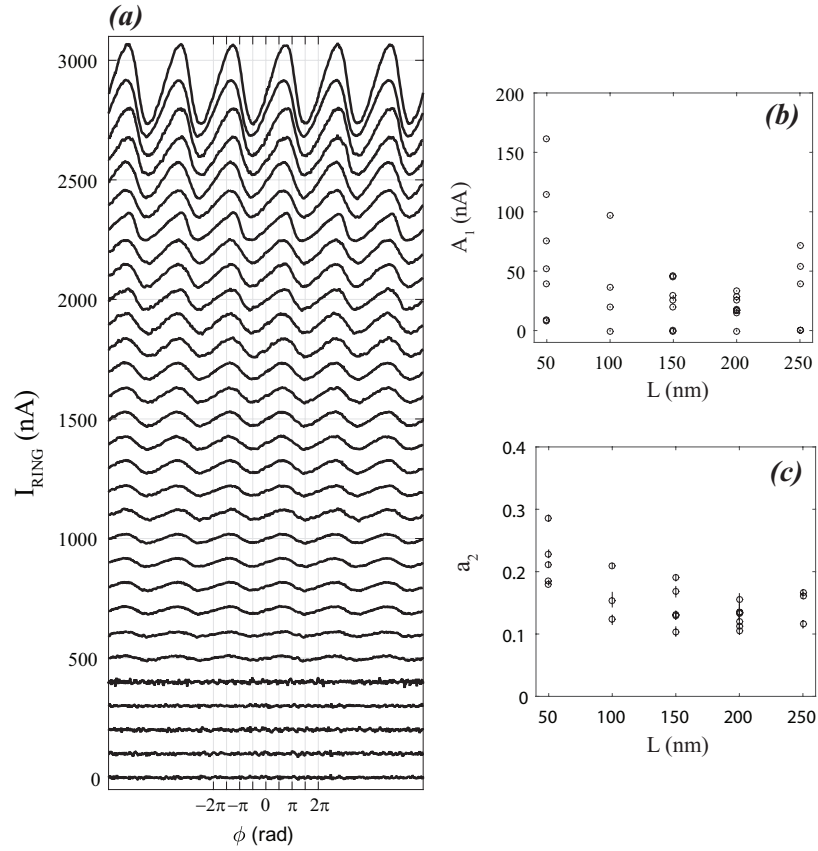 (a)
3000
2500
2000
1500
1000
500
0
I_RING (nA)
−2π −π 0 π 2π
ϕ (rad)
(b)
200
150
100
50
0
A_1 (nA)
50 100 150 200 250
L (nm)
(c)
0.4
0.3
0.2
0.1
0
a_2
50 100 150 200 250
L (nm)